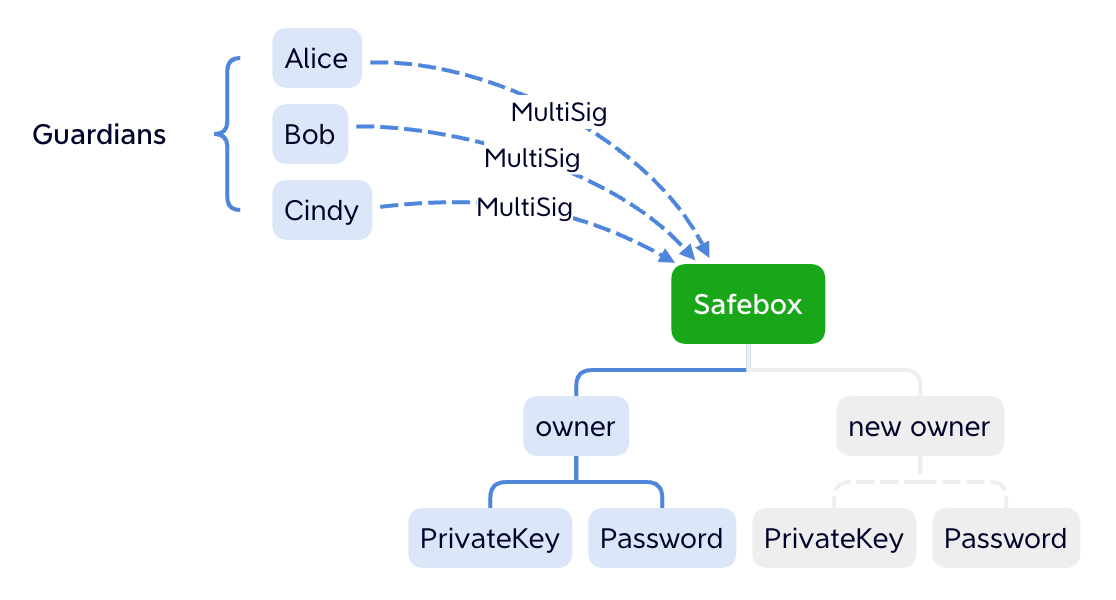 Guardians
Alice
Bob
Cindy
MultiSig
MultiSig
MultiSig
Safebox
owner
new owner
PrivateKey
Password
PrivateKey
Password